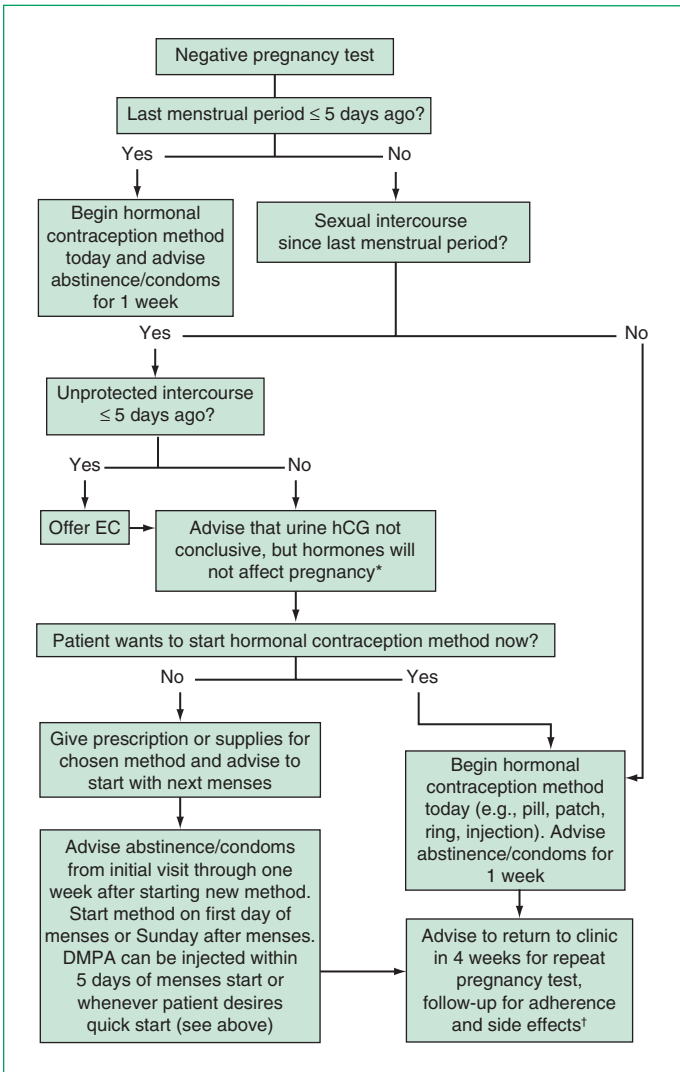 Negative pregnancy test
Last menstrual period ≤ 5 days ago?
Yes
No
Begin hormonal
contraception method
today and advise
abstinence/condoms
for 1 week
Sexual intercourse
since last menstrual period?
Yes
No
Unprotected intercourse
≤ 5 days ago?
Yes
No
Offer EC
Advise that urine hCG not
conclusive, but hormones will
not affect pregnancy*
Patient wants to start hormonal contraception method now?
No
Yes
Give prescription or supplies for
chosen method and advise to
start with next menses
Begin hormonal
contraception method
today (e.g., pill, patch,
ring, injection). Advise
abstinence/condoms for
1 week
Advise abstinence/condoms
from initial visit through one
week after starting new method.
Start method on first day of
menses or Sunday after menses.
DMPA can be injected within
5 days of menses start or
whenever patient desires
quick start (see above)
Advise to return to clinic
in 4 weeks for repeat
pregnancy test,
follow-up for adherence
and side effects†